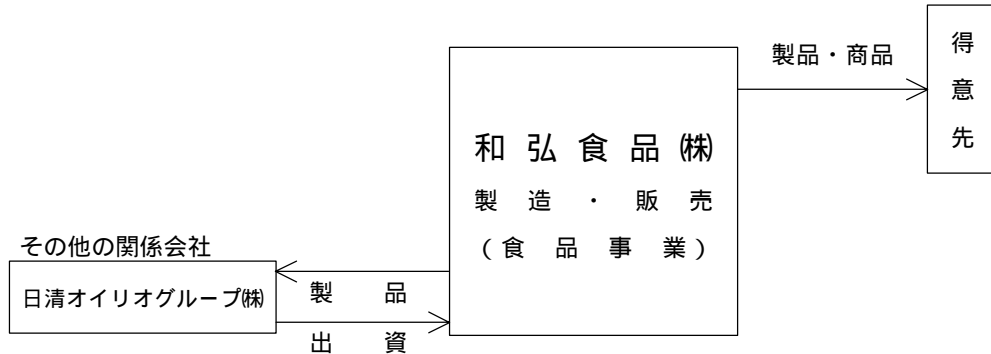 製品・商品
得意先
和弘食品㈱
製造・販売
(食品事業)
その他の関係会社
日清オイリオグループ㈱
製品
出資